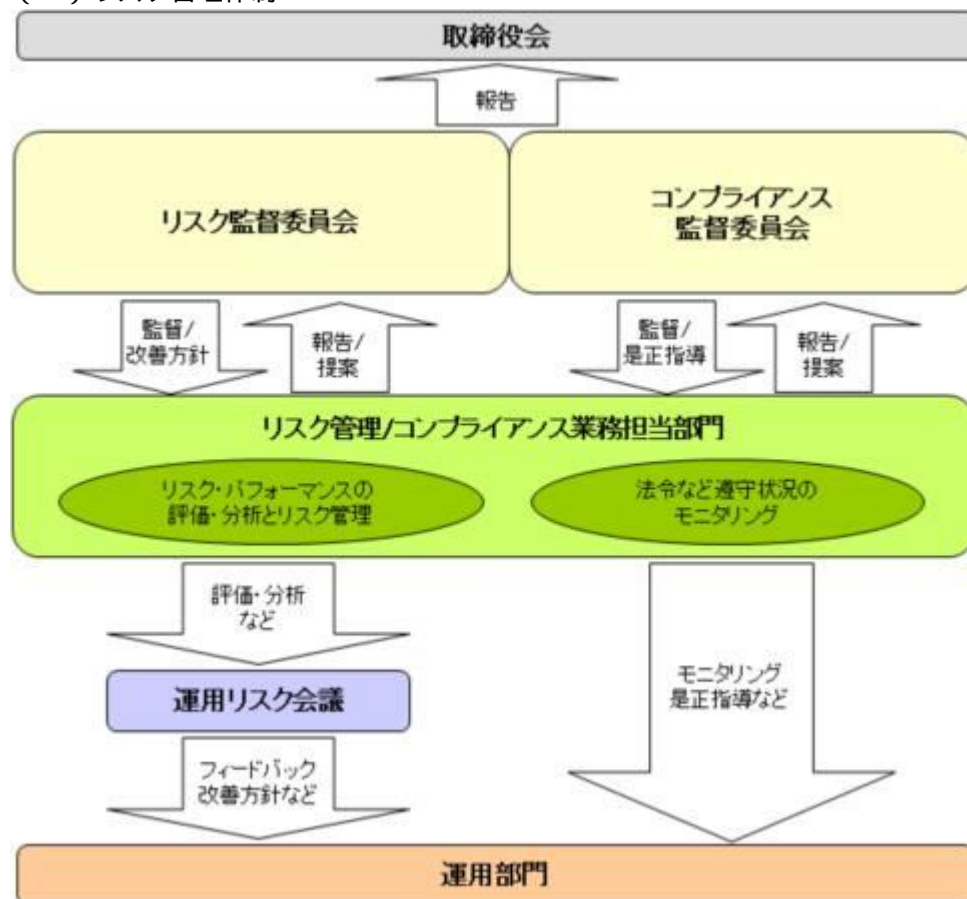 取締役会
報告
リスク監督委員会
コンプライアンス
監督委員会
監督/
改善方針
報告/
提案
監督/
是正指導
報告/
提案
リスク管理/コンプライアンス業務担当部門
リスク・パフォーマンスの
評価・分析とリスク管理
法令など遵守状況の
モニタリング
評価・分析
など
運用リスク会議
フィードバック
改善方針など
モニタリング
是正指導など
運用部門